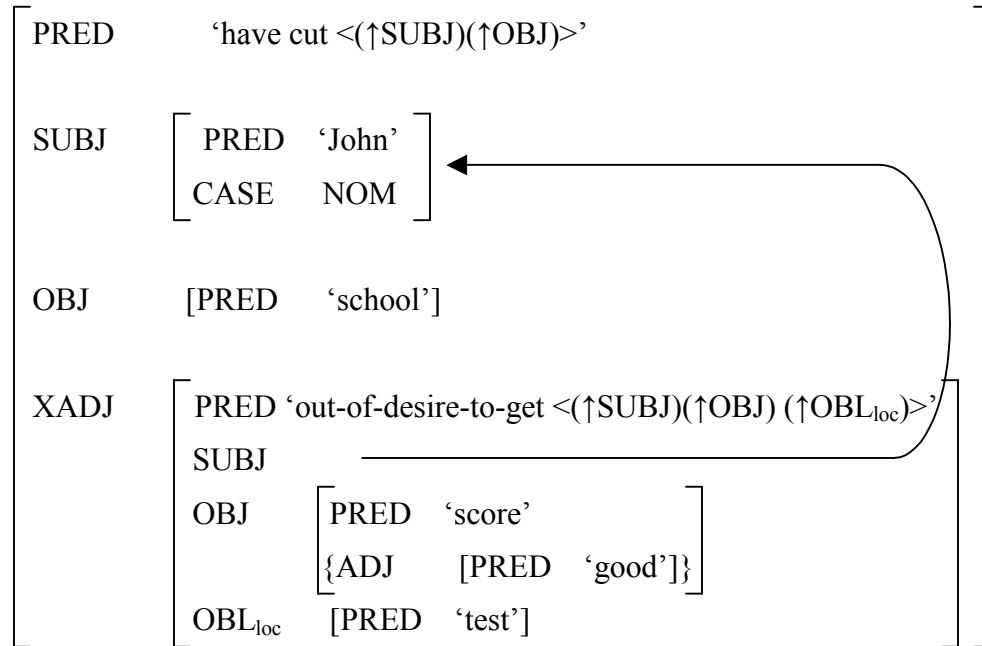 PRED ‘have cut <(↑SUBJ)(↑OBJ)>’
SUBJ PRED ‘John’
CASE NOM
OBJ [PRED ‘school’]
XADJ PRED ‘out-of-desire-to-get <(↑SUBJ)(↑OBJ) (↑OBLloc)>’
SUBJ
OBJ PRED ‘score’
{ADJ [PRED ‘good’]}
OBLloc [PRED ‘test’]